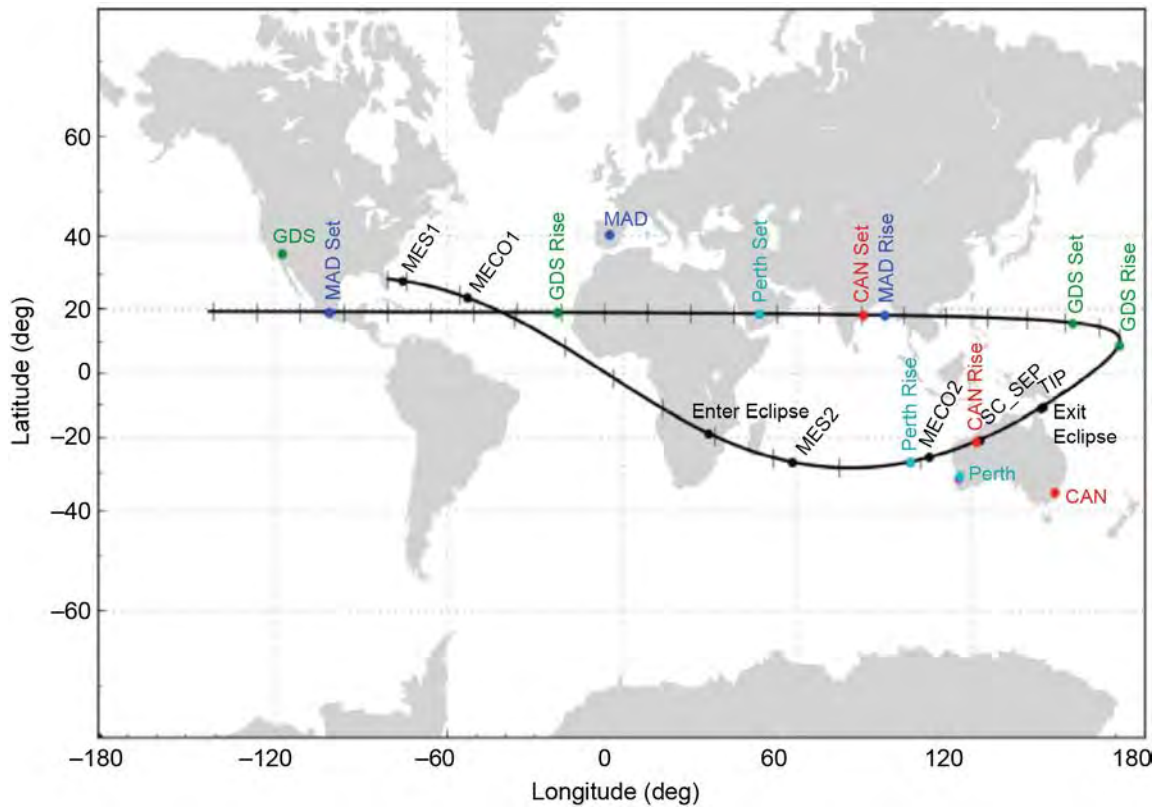 60
40
20
0
–20
–40
–60
Latitude (deg)
–180
–120
–60
0
60
120
180
Longitude (deg)
GDS
MAD Set
MES1
MECO1
GDS Rise
MAD
Perth Set
CAN Set
MAD Rise
GDS Set
GDS Rise
Enter Eclipse
MES2
Perth Rise
MECO2
CAN Rise
SC_SEP
TIP
Exit
Eclipse
Perth
CAN